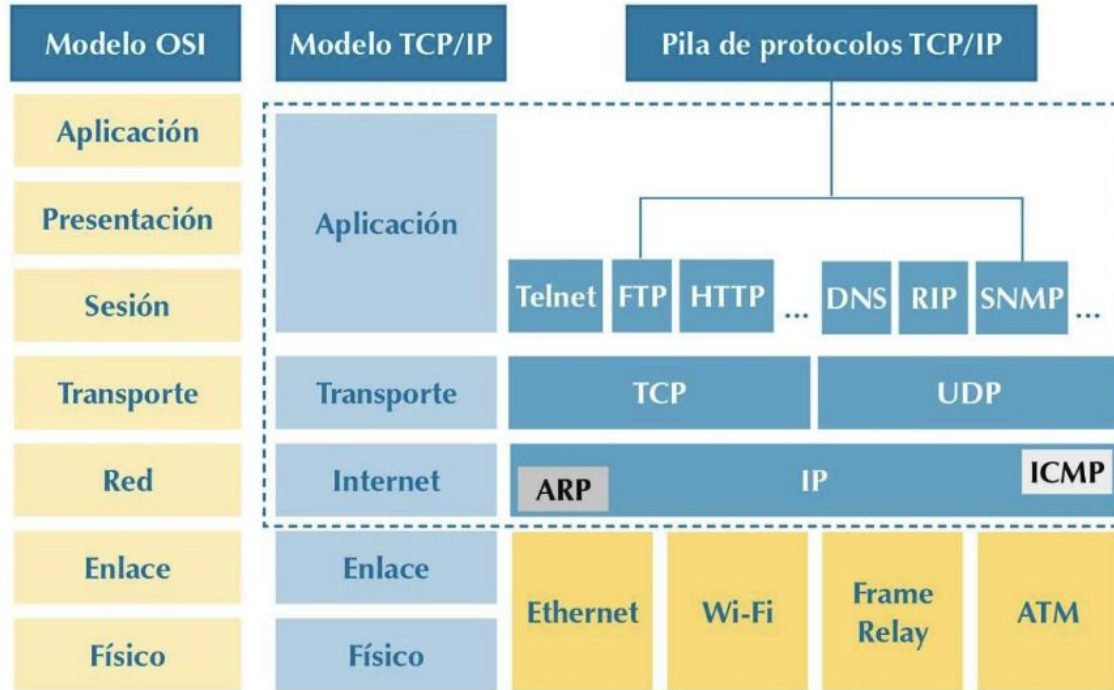 Modelo OSI
Modelo TCP/IP
Pila de protocolos TCP/IP
Aplicación
Presentación
Sesión
Transporte
Red
Enlace
Físico
Aplicación
Transporte
Internet
Enlace
Físico
Telnet
FTP
HTTP
...
DNS
RIP
SNMP
...
TCP
UDP
ARP
IP
ICMP
Ethernet
Wi-Fi
Frame
Relay
ATM